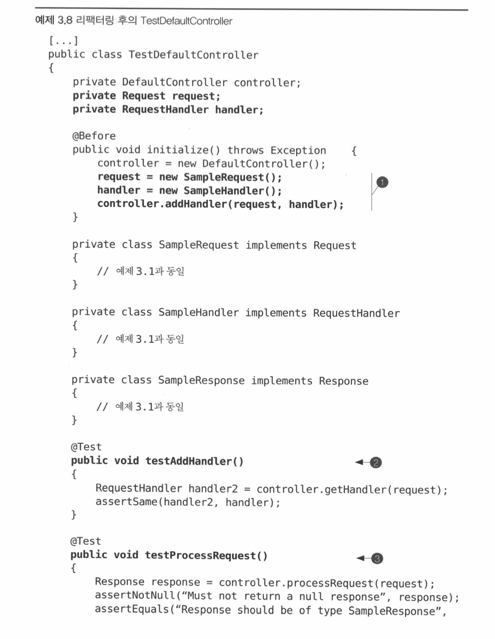 예제 3.8 리팩터링 후의 TestDefaultController
[...]
public class TestDefaultController
{
    private DefaultController controller;
    private Request request;
    private RequestHandler handler;

    @Before
    public void initialize() throws Exception    {
        controller = new DefaultController();
        request = new SampleRequest();
        handler = new SampleHandler();    ❶
        controller.addHandler(request, handler);
    }

    private class SampleRequest implements Request
    {
        // 예제 3.1과 동일
    }

    private class SampleHandler implements RequestHandler
    {
        // 예제 3.1과 동일
    }

    private class SampleResponse implements Response
    {
        // 예제 3.1과 동일
    }

    @Test
    public void testAddHandler()    ❷
    {
        RequestHandler handler2 = controller.getHandler(request);
        assertSame(handler2, handler);
    }

    @Test
    public void testProcessRequest()    ❸
    {
        Response response = controller.processRequest(request);
        assertNotNull(“Must not return a null response”, response);
        assertEquals(“Response should be of type SampleResponse”,